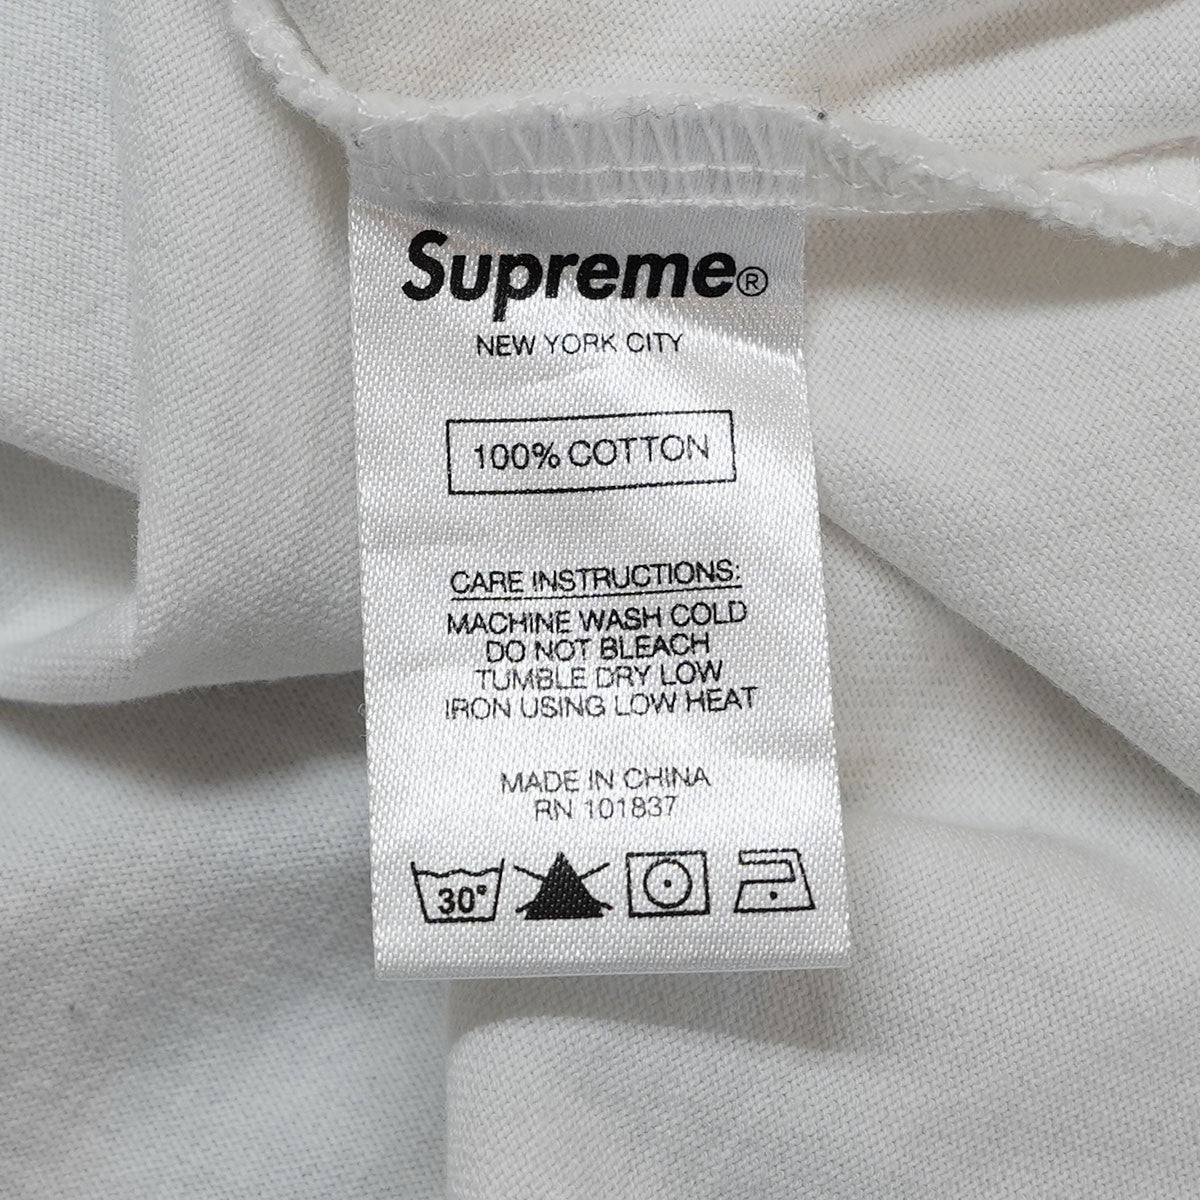 Supreme®
NEW YORK CITY
100% COTTON
CARE INSTRUCTIONS:
MACHINE WASH COLD
DO NOT BLEACH
TUMBLE DRY LOW
IRON USING LOW HEAT
MADE IN CHINA
RN 101837
30°